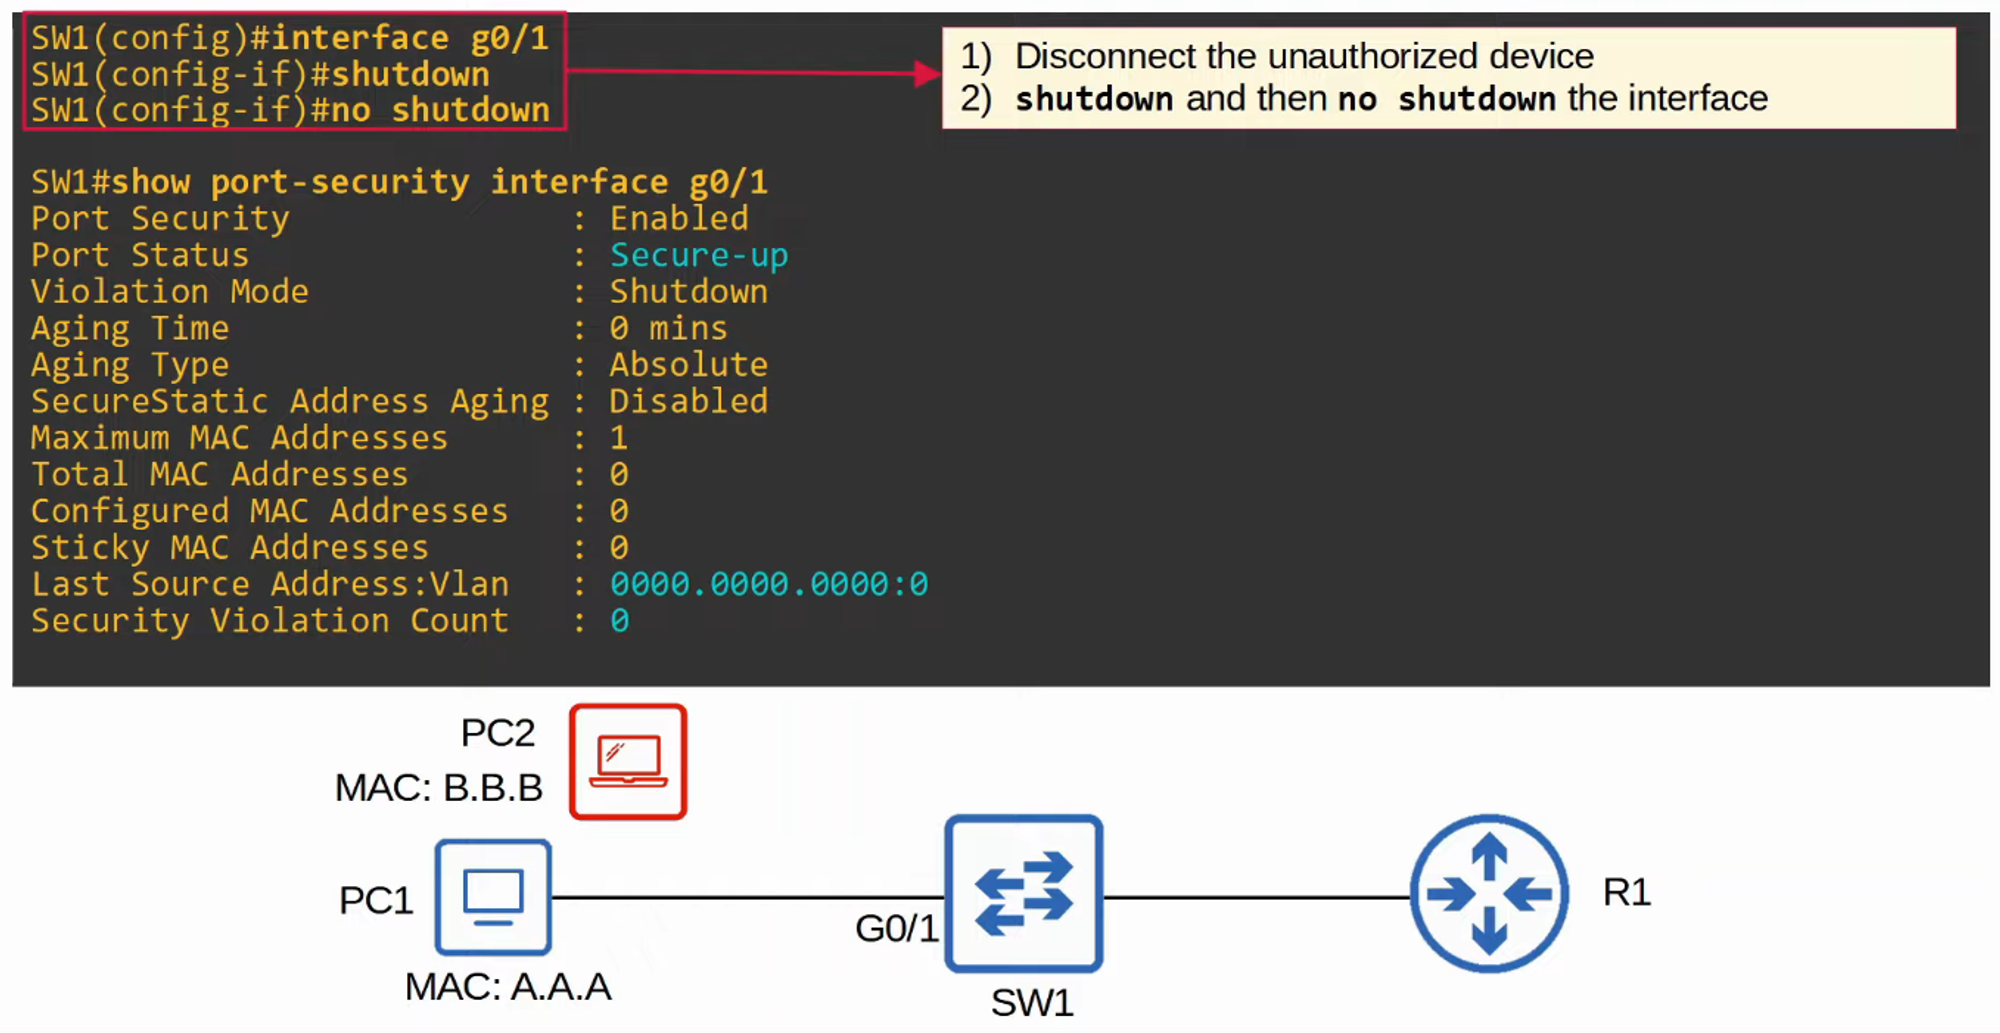 SW1(config)#interface g0/1
SW1(config-if)#shutdown
SW1(config-if)#no shutdown
1) Disconnect the unauthorized device
2) shutdown and then no shutdown the interface
SW1#show port-security interface g0/1
Port Security : Enabled
Port Status : Secure-up
Violation Mode : Shutdown
Aging Time : 0 mins
Aging Type : Absolute
SecureStatic Address Aging : Disabled
Maximum MAC Addresses : 1
Total MAC Addresses : 0
Configured MAC Addresses : 0
Sticky MAC Addresses : 0
Last Source Address:Vlan : 0000.0000.0000:0
Security Violation Count : 0
PC2
MAC: B.B.B
PC1
MAC: A.A.A
G0/1
SW1
R1